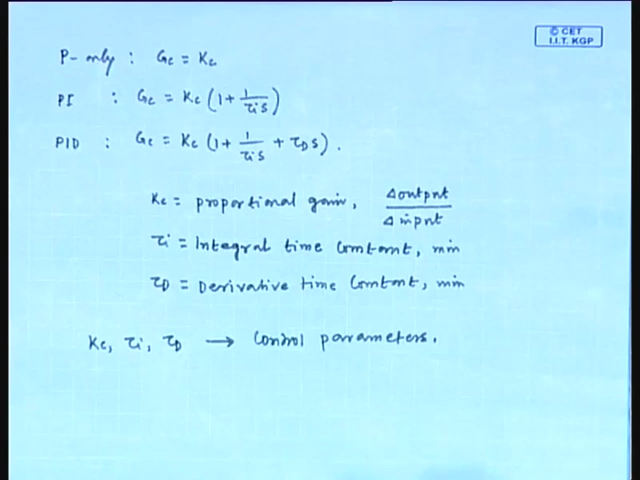 © CET
I.I.T. KGP
P-only : Gc = Kc
PI : Gc = Kc (1 + 1/τis)
PID : Gc = Kc (1 + 1/τis + τDs).
Kc = proportional gain, Δoutput/Δinput
τi = Integral time constant, min
τD = Derivative time constant, min
Kc, τi, τD → Control parameters.